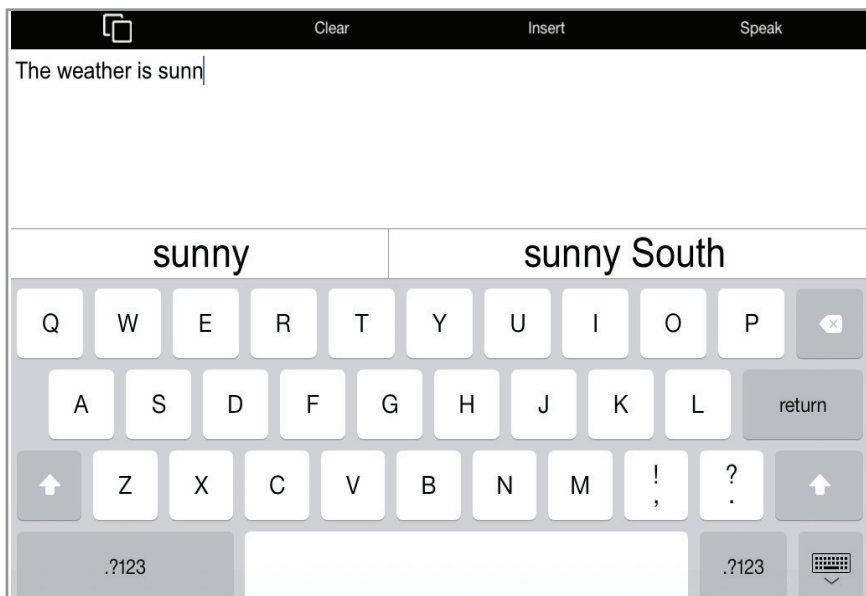 Clear Insert Speak
The weather is sunn
sunny sunny South
Q W E R T Y U I O P
A S D F G H J K L return
Z X C V B N M ! , ? .
.?123 .?123